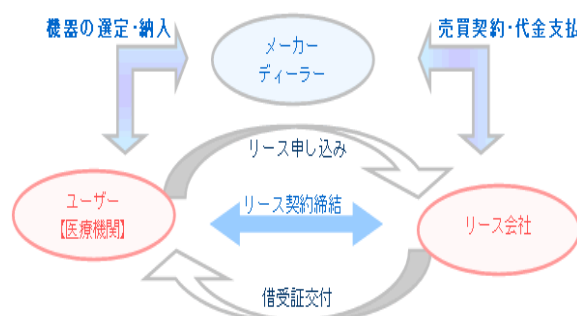 機器の選定・納入
売買契約・代金支払
メーカー
ディーラー
リース申し込み
ユーザー
【医療機関】
リース契約締結
リース会社
借受証交付